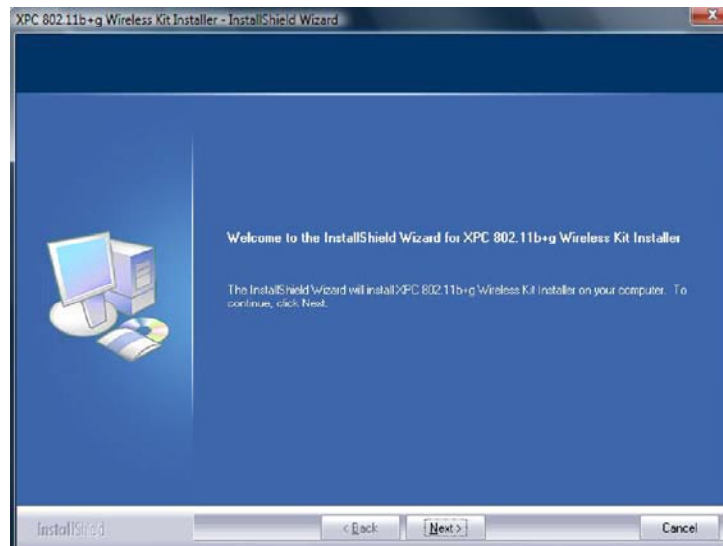 XPC 802.11b+g Wireless Kit Installer - InstallShield Wizard
Welcome to the InstallShield Wizard for XPC 802.11b+g Wireless Kit Installer
The InstallShield Wizard will install XPC 802.11b+g Wireless Kit Installer on your computer. To
continue, click Next.
InstallShield
< Back
Next >
Cancel